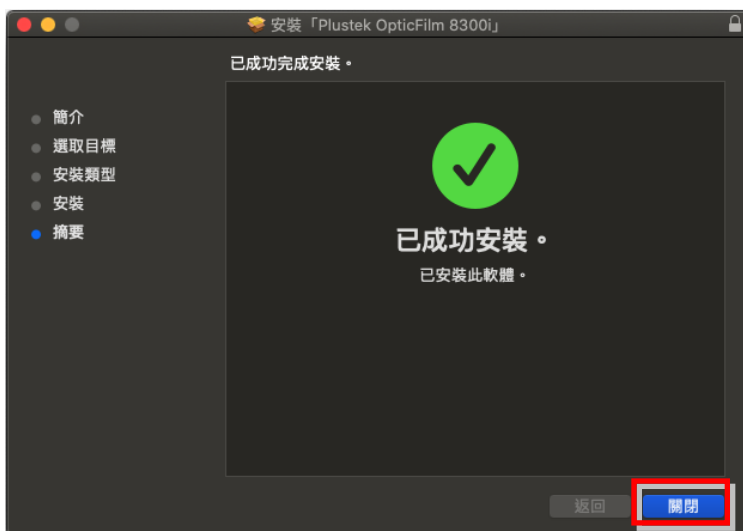 安裝「Plustek OpticFilm 8300i」
已成功完成安裝。
簡介
選取目標
安裝類型
安裝
摘要
已成功安裝。
已安裝此軟體。
返回
關閉